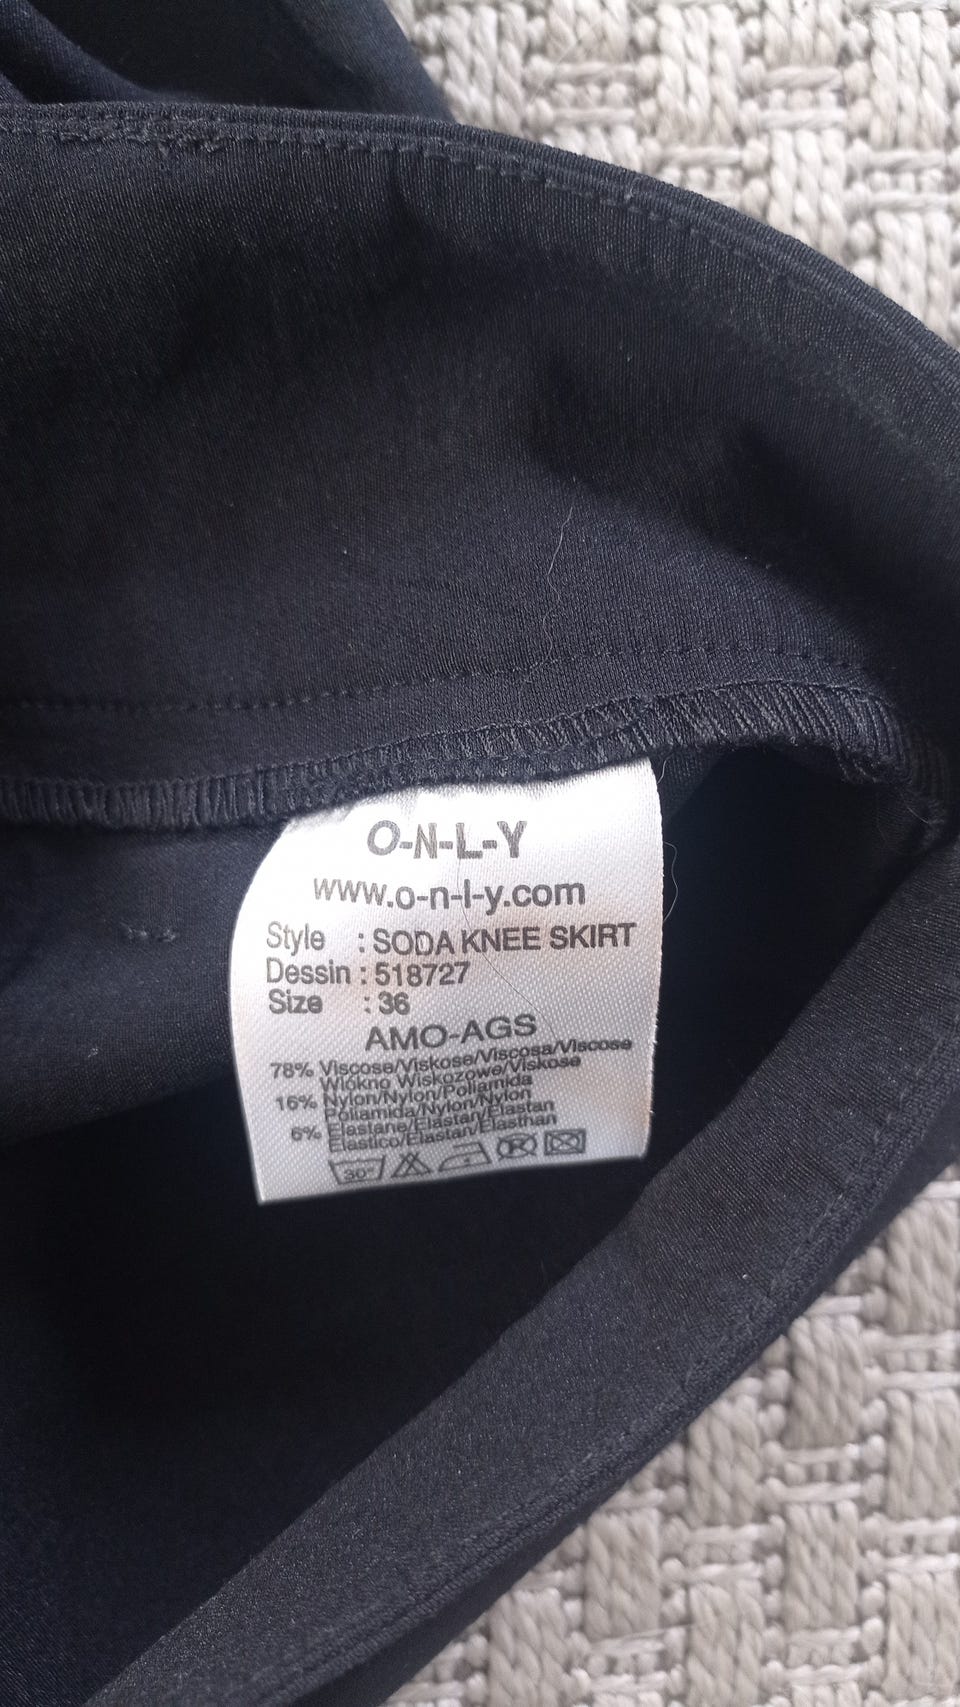 O-N-L-Y
www.o-n-l-y.com
Style : SODA KNEE SKIRT
Dessin : 518727
Size : 36
AMO-AGS
78% Viscose/Viskose/Viscosa/Viscose
Wlókno Wiskozowe/Viskose
16% Nylon/Nylon/Poliamida
Poliamida/Nylon/Nylon
6% Elastane/Elastan/Elastan
Elastico/Elastan/Elasthan
30°